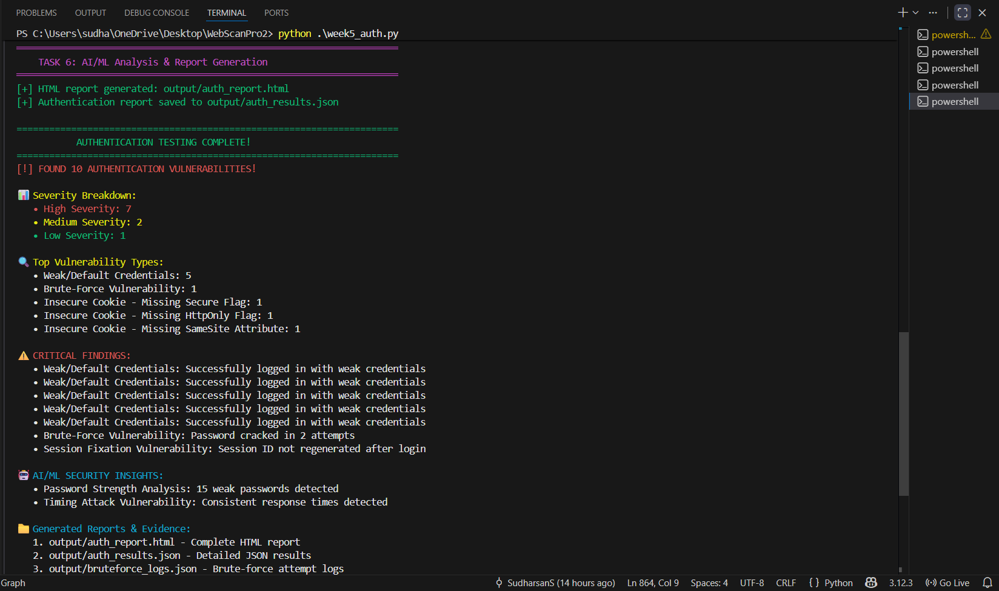 PROBLEMS OUTPUT DEBUG CONSOLE TERMINAL PORTS
PS C:\Users\sudha\OneDrive\Desktop\WebScanPro2> python .\week5_auth.py
TASK 6: AI/ML Analysis & Report Generation
[+] HTML report generated: output/auth_report.html
[+] Authentication report saved to output/auth_results.json
======================================================================
AUTHENTICATION TESTING COMPLETE!
======================================================================
[!] FOUND 10 AUTHENTICATION VULNERABILITIES!
Severity Breakdown:
• High Severity: 7
• Medium Severity: 2
• Low Severity: 1
Top Vulnerability Types:
• Weak/Default Credentials: 5
• Brute-Force Vulnerability: 1
• Insecure Cookie - Missing Secure Flag: 1
• Insecure Cookie - Missing HttpOnly Flag: 1
• Insecure Cookie - Missing SameSite Attribute: 1
CRITICAL FINDINGS:
• Weak/Default Credentials: Successfully logged in with weak credentials
• Weak/Default Credentials: Successfully logged in with weak credentials
• Weak/Default Credentials: Successfully logged in with weak credentials
• Weak/Default Credentials: Successfully logged in with weak credentials
• Weak/Default Credentials: Successfully logged in with weak credentials
• Brute-Force Vulnerability: Password cracked in 2 attempts
• Session Fixation Vulnerability: Session ID not regenerated after login
AI/ML SECURITY INSIGHTS:
• Password Strength Analysis: 15 weak passwords detected
• Timing Attack Vulnerability: Consistent response times detected
Generated Reports & Evidence:
1. output/auth_report.html - Complete HTML report
2. output/auth_results.json - Detailed JSON results
3. output/bruteforce_logs.json - Brute-force attempt logs
powersh...
powershell
powershell
powershell
powershell
Graph SudharsanS (14 hours ago) Ln 864, Col 9 Spaces: 4 UTF-8 CRLF { } Python 3.12.3 Go Live